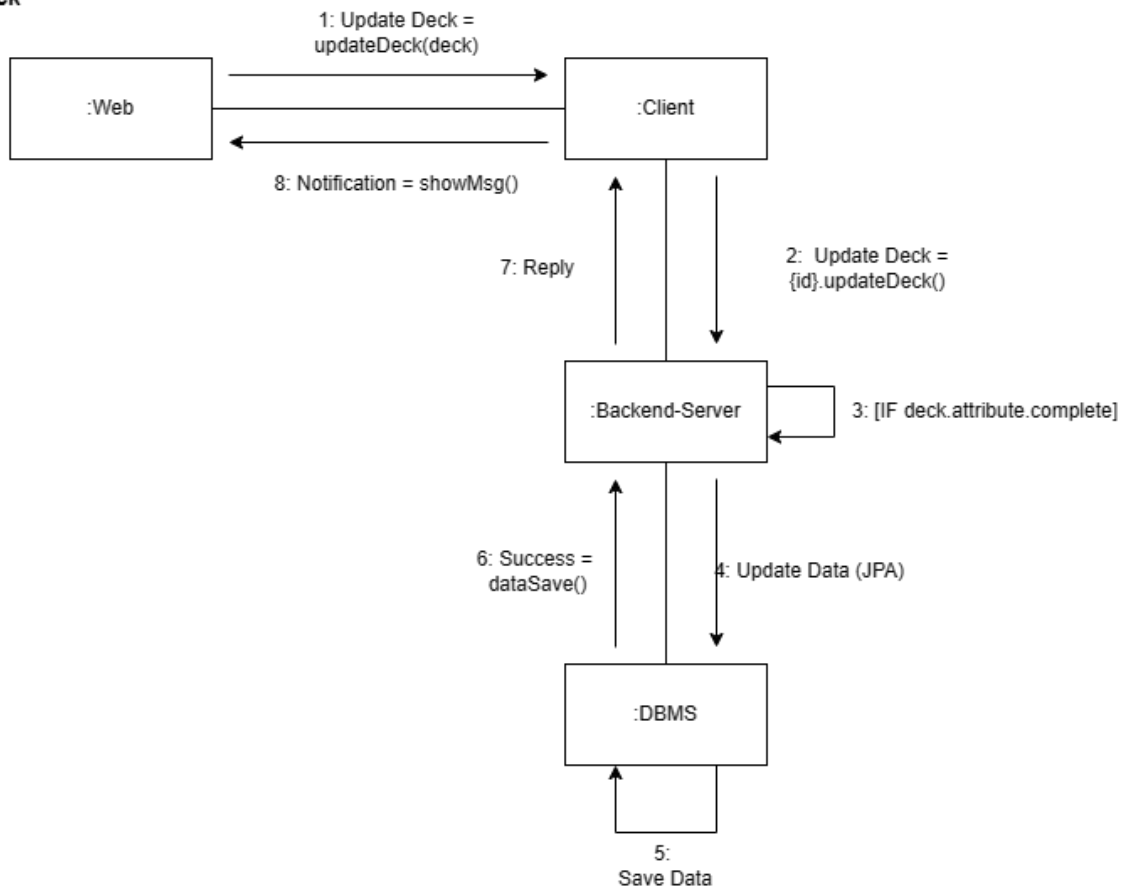 1: Update Deck =
updateDeck(deck)
:Web
:Client
8: Notification = showMsg()
7: Reply
2:  Update Deck =
{id}.updateDeck()
:Backend-Server
3: [IF deck.attribute.complete]
6: Success =
dataSave()
4: Update Data (JPA)
:DBMS
5:
Save Data